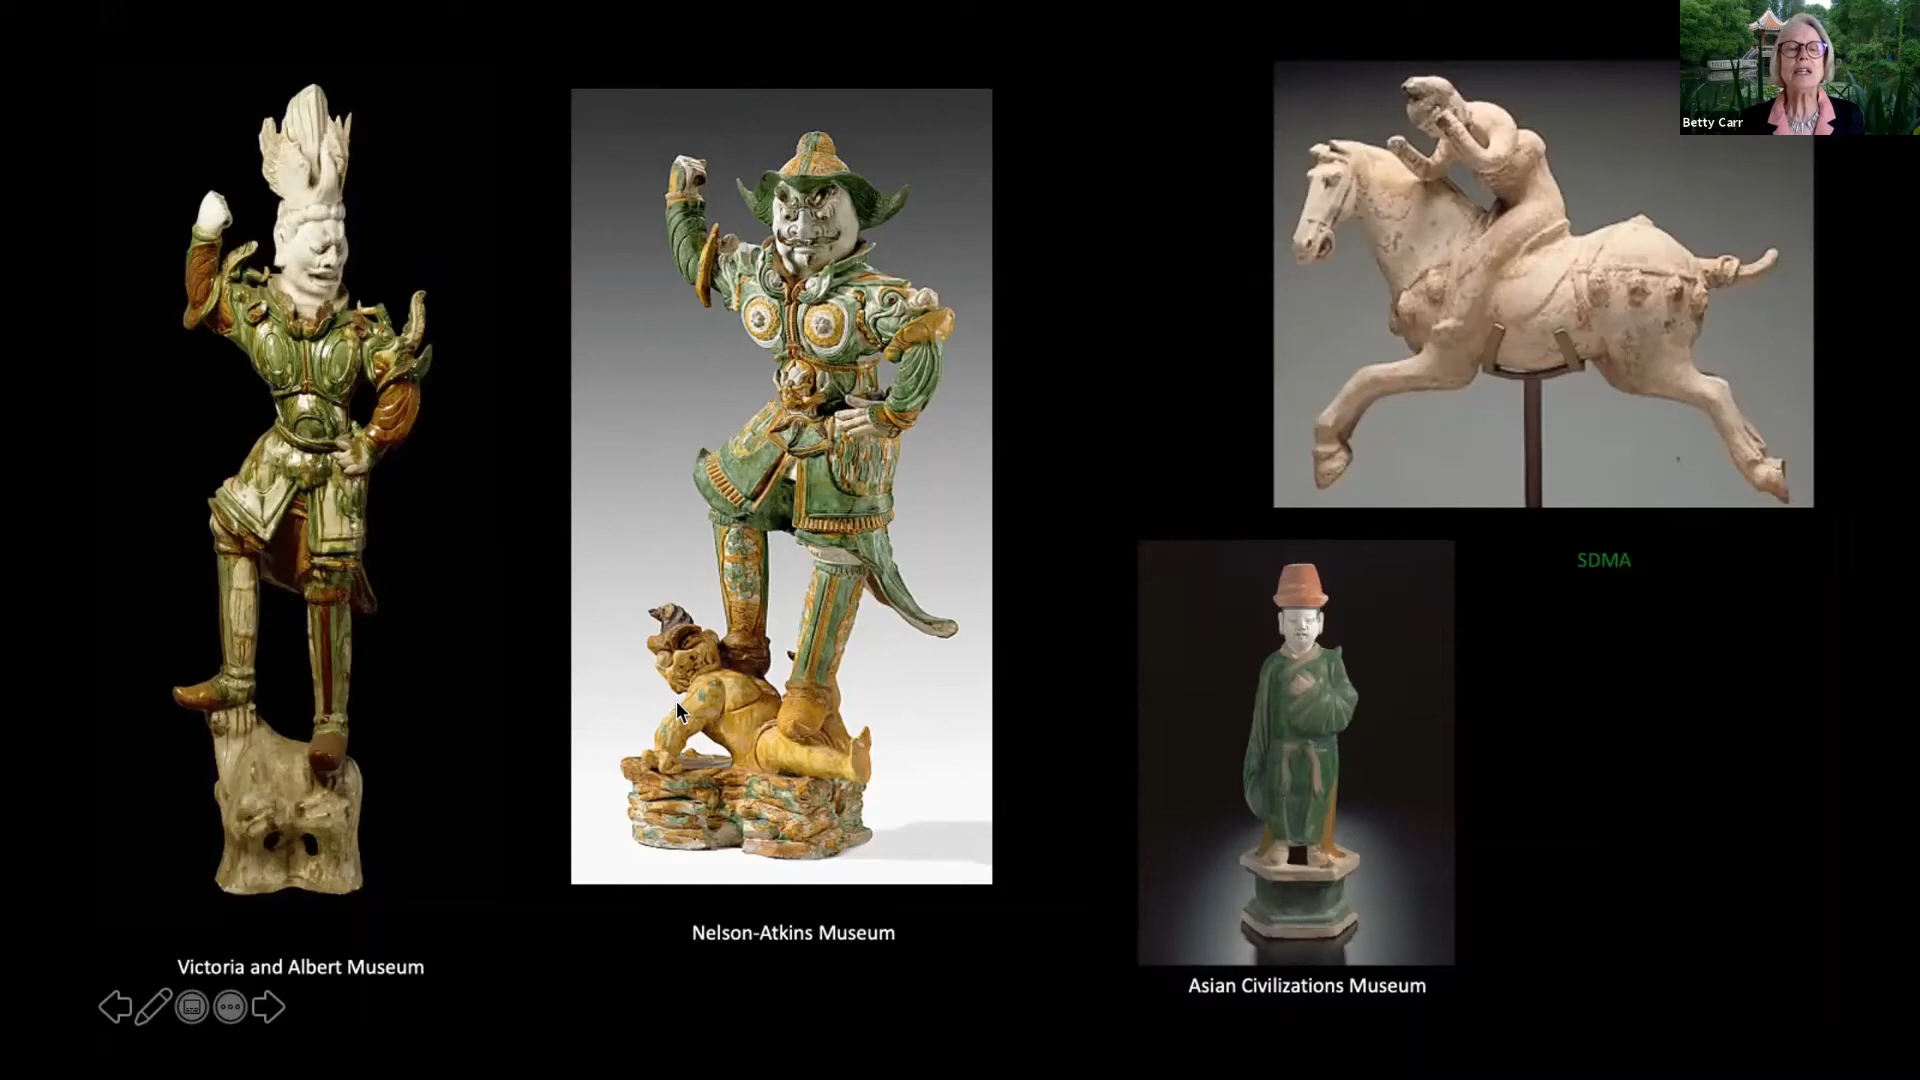 Betty Carr
SDMA
Nelson-Atkins Museum
Victoria and Albert Museum
Asian Civilizations Museum